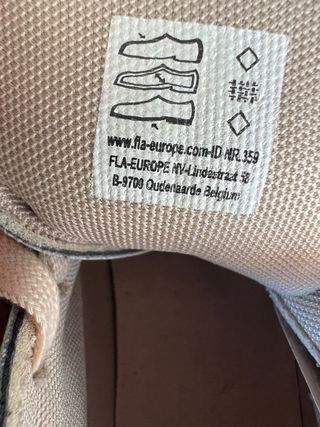 www.fla-europe.com-ID NR.359
FLA-EUROPE NV-Lindestraat 58
B-9700 Oudenaarde Belgium